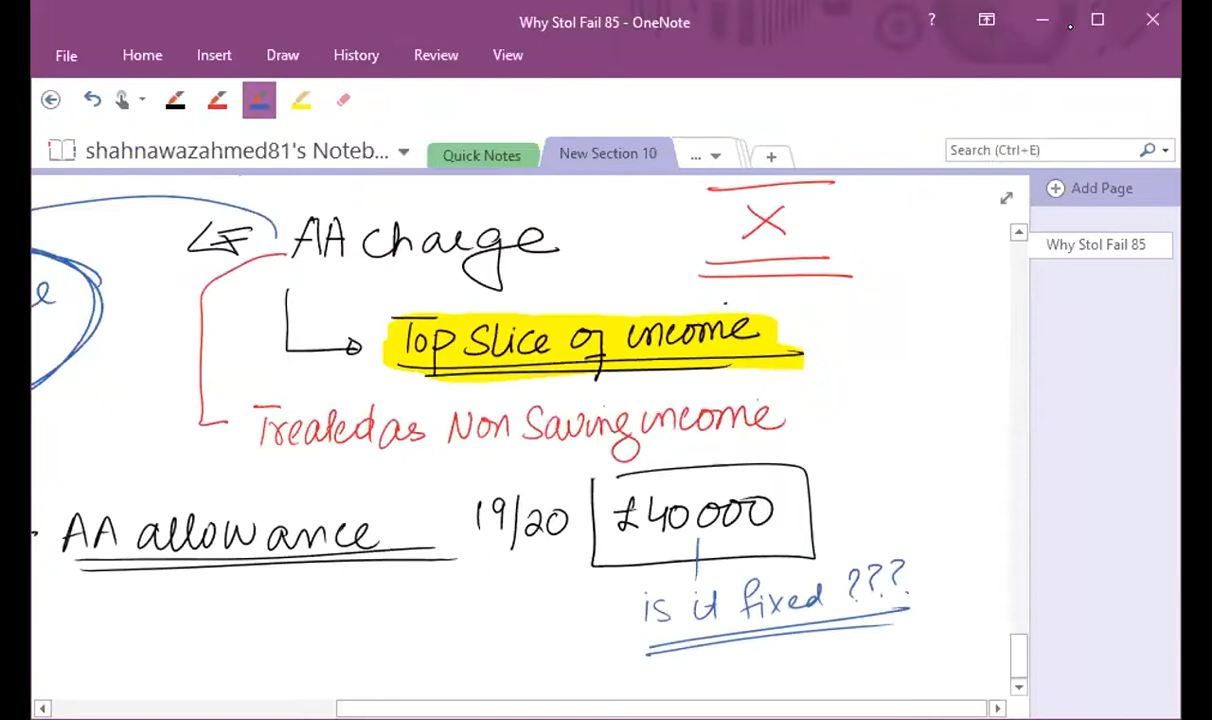 Why Stol Fail 85 - OneNote
?
File Home Insert Draw History Review View
shahnawazahmed81's Noteb...
Quick Notes
New Section 10
...
Search (Ctrl+E)
Add Page
Why Stol Fail 85
AA charge
X
Top Slice of income
Treated as Non Saving income
AA allowance 19/20 £40000
is it fixed ???